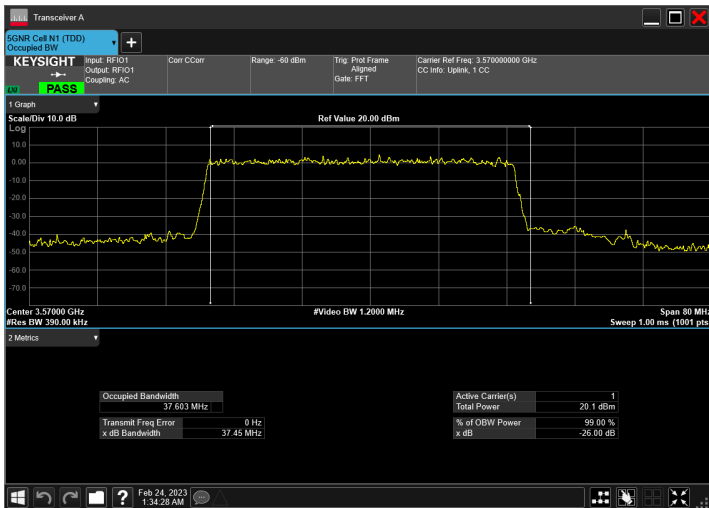 Transceiver A
5GNR Cell N1 (TDD)
Occupied BW
KEYSIGHT
LXI
PASS
Input: RFIO1
Output: RFIO1
Coupling: AC
Corr CCorr
Range: -60 dBm
Trig: Prot Frame
Aligned
Gate: FFT
Carrier Ref Freq: 3.570000000 GHz
CC Info: Uplink, 1 CC
1 Graph
Scale/Div 10.0 dB
Ref Value 20.00 dBm
Log
10.0
0.00
-10.0
-20.0
-30.0
-40.0
-50.0
-60.0
-70.0
Center 3.57000 GHz
#Video BW 1.2000 MHz
Span 80 MHz
#Res BW 390.00 kHz
Sweep 1.00 ms (1001 pts
2 Metrics
Occupied Bandwidth
37.603 MHz
Transmit Freq Error 0 Hz
x dB Bandwidth 37.45 MHz
Active Carrier(s) 1
Total Power 20.1 dBm
% of OBW Power 99.00 %
x dB -26.00 dB
Feb 24, 2023
1:34:28 AM